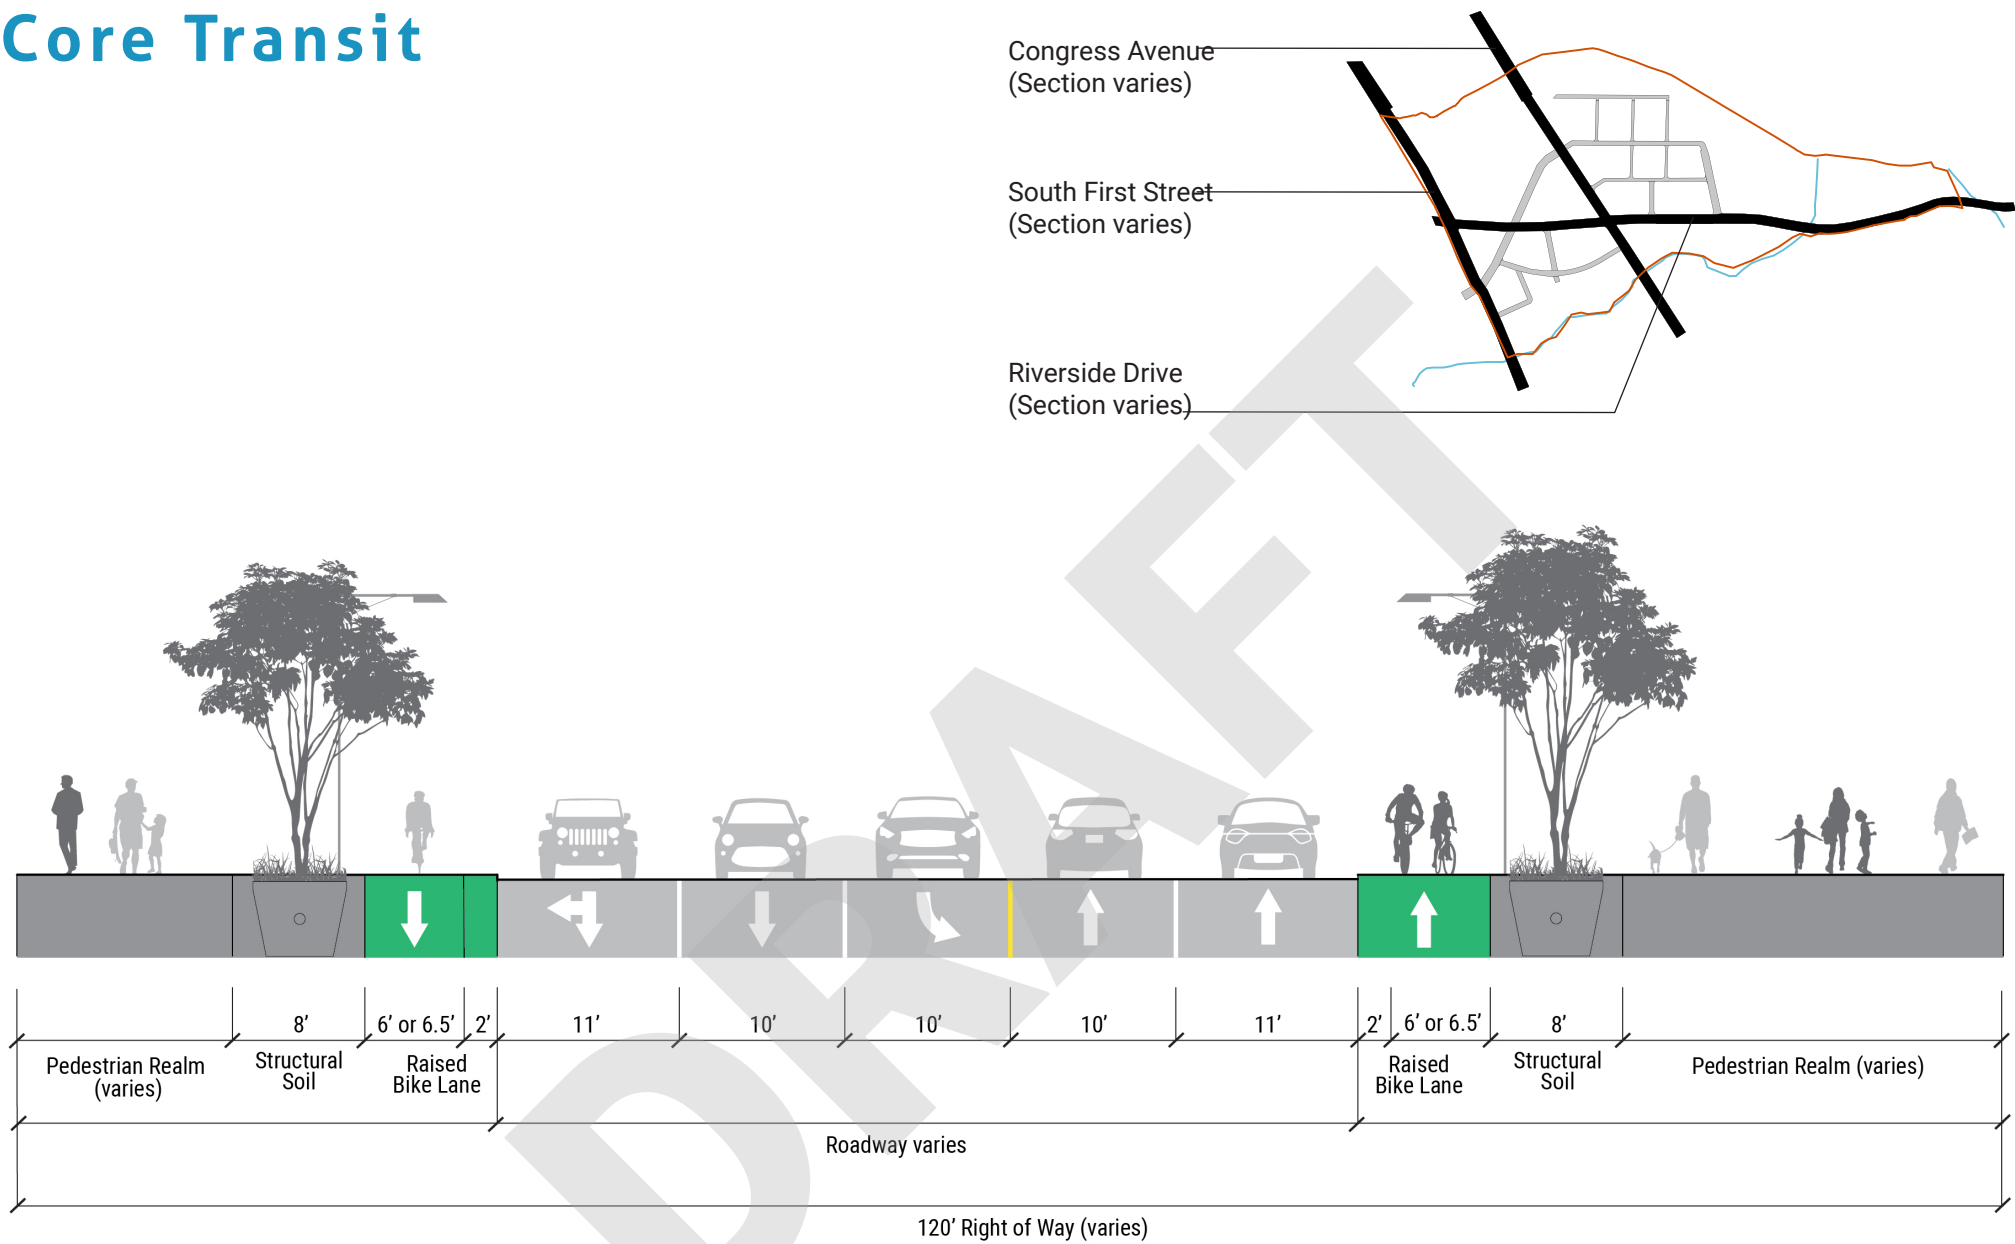 Core Transit
Congress Avenue
(Section varies)
South First Street
(Section varies)
Riverside Drive
(Section varies)
DRAFT
8’
6’ or 6.5’
2’
11’
10’
10’
10’
11’
2’
6’ or 6.5’
8’
Pedestrian Realm
(varies)
Structural
Soil
Raised
Bike Lane
Raised
Bike Lane
Structural
Soil
Pedestrian Realm (varies)
Roadway varies
120’ Right of Way (varies)